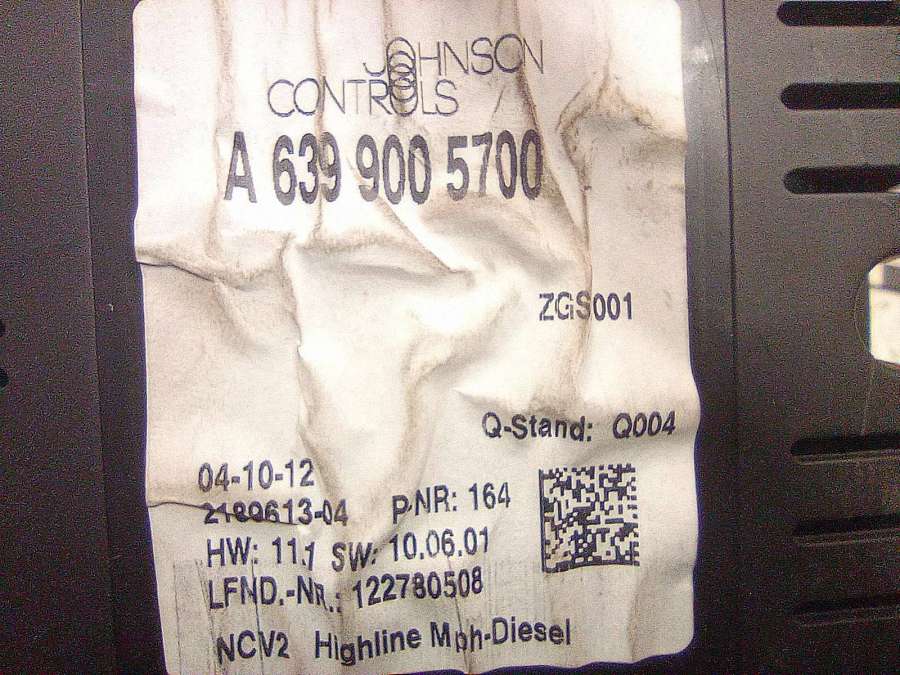 JOHNSON
CONTROLS
A 639 900 5700
ZGS001
Q-Stand: Q004
04-10-12
2189613-04 P.NR: 164
HW: 11.1 SW: 10.06.01
LFND.-NR.: 122780508
NCV2 Highline Mph-Diesel